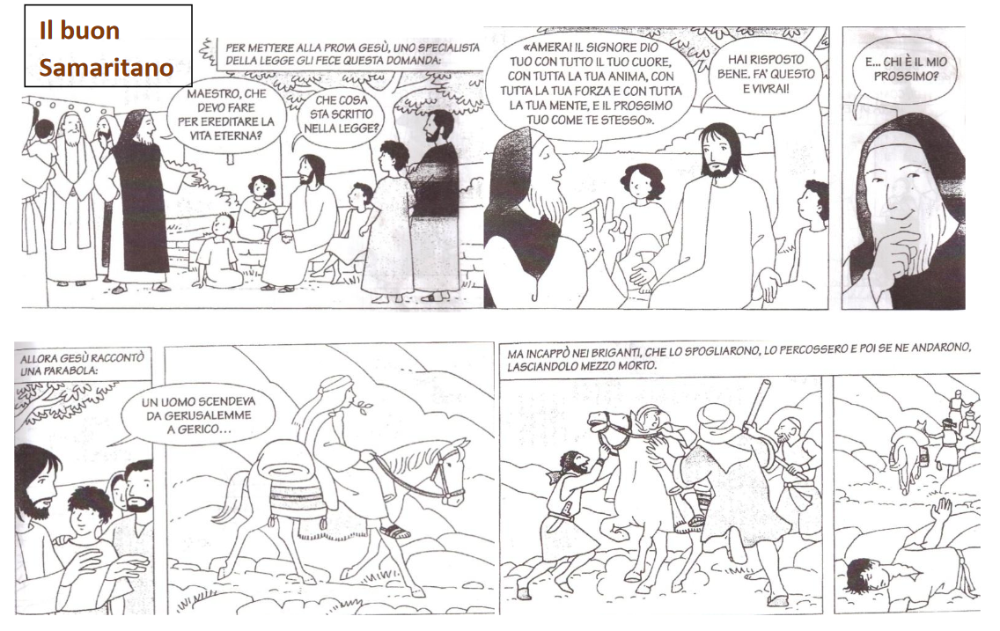 Il buon
Samaritano
PER METTERE ALLA PROVA GESÙ, UNO SPECIALISTA
DELLA LEGGE GLI FECE QUESTA DOMANDA:
MAESTRO, CHE
DEVO FARE
PER EREDITARE LA
VITA ETERNA?
CHE COSA
STA SCRITTO
NELLA LEGGE?
«AMERAI IL SIGNORE DIO
TUO CON TUTTO IL TUO CUORE,
CON TUTTA LA TUA ANIMA, CON
TUTTA LA TUA FORZA E CON TUTTA
LA TUA MENTE, E IL PROSSIMO
TUO COME TE STESSO».
HAI RISPOSTO
BENE. FA' QUESTO
E VIVRAI!
E... CHI È IL MIO
PROSSIMO?
ALLORA GESÙ RACCONTÒ
UNA PARABOLA:
UN UOMO SCENDEVA
DA GERUSALEMME
A GERICO...
MA INCAPPÒ NEI BRIGANTI, CHE LO SPOGLIARONO, LO PERCOSSERO E POI SE NE ANDARONO,
LASCIANDOLO MEZZO MORTO.